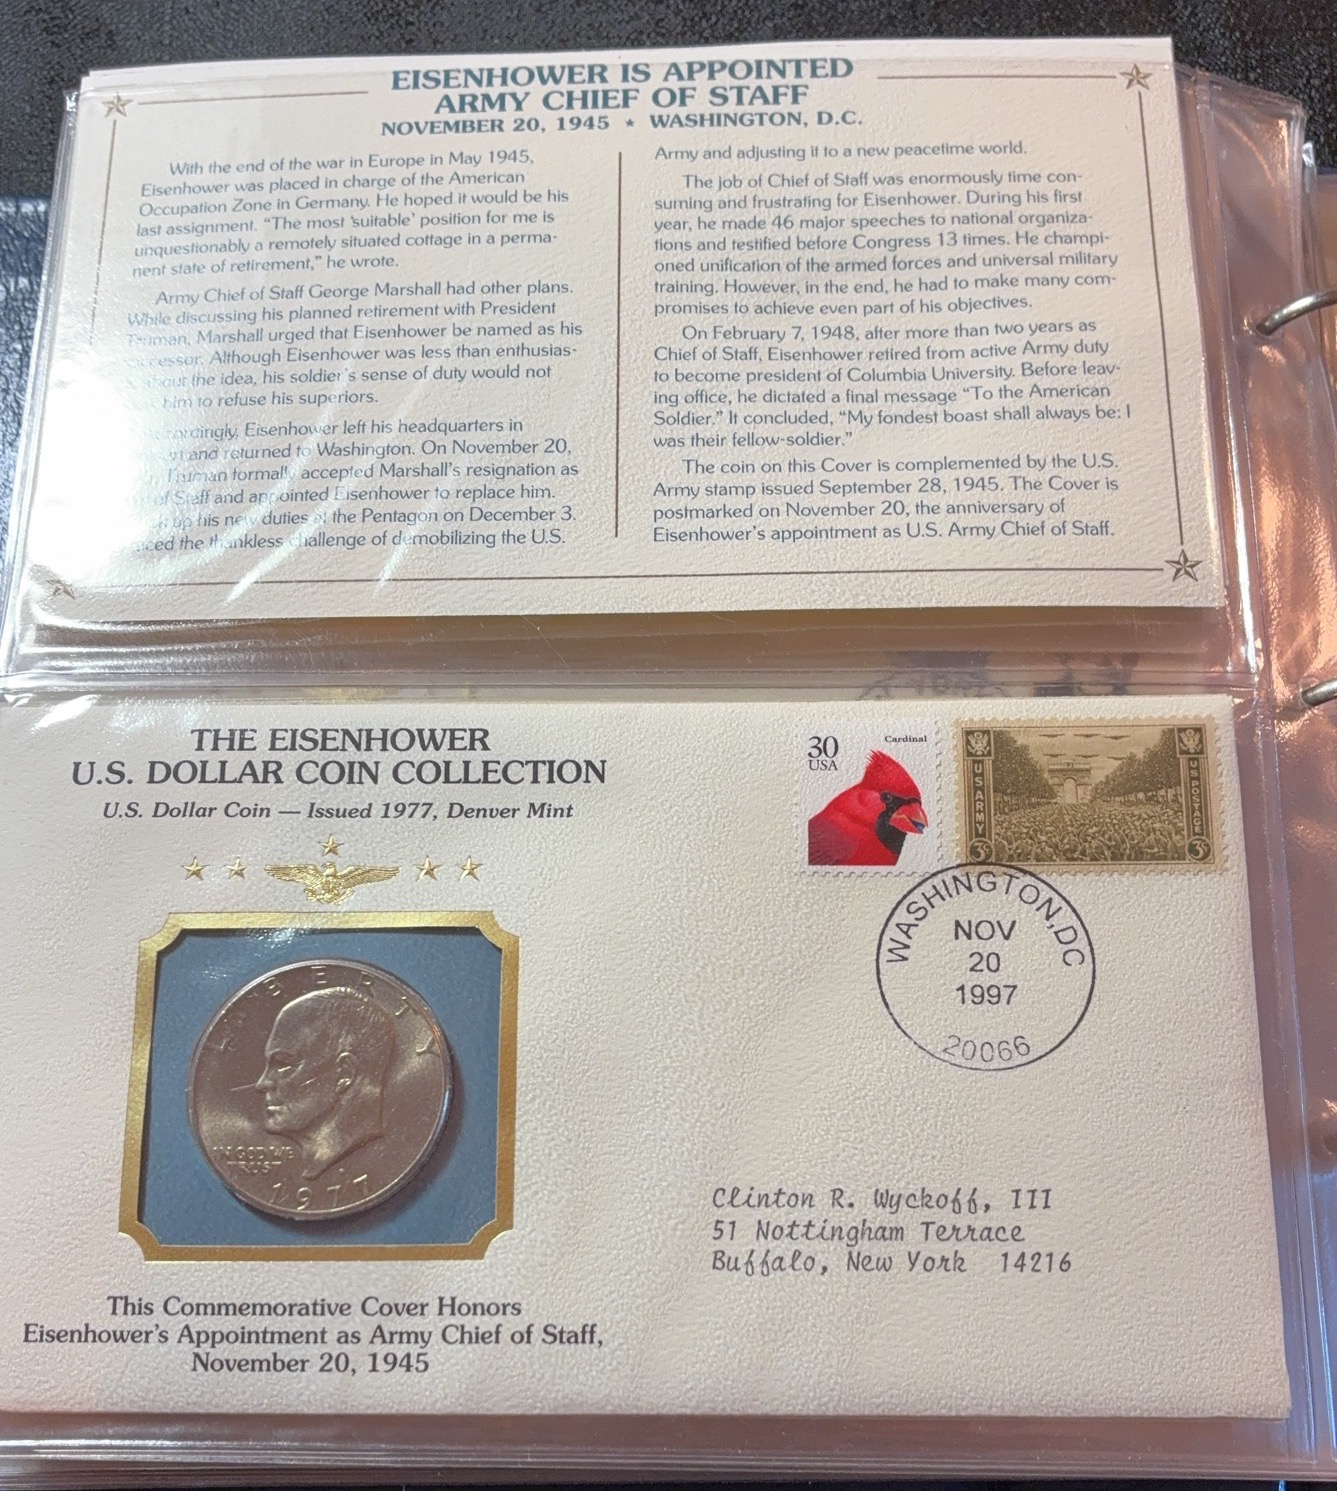 EISENHOWER IS APPOINTED
ARMY CHIEF OF STAFF
NOVEMBER 20, 1945 ★ WASHINGTON, D.C.
With the end of the war in Europe in May 1945,
Eisenhower was placed in charge of the American
Occupation Zone in Germany. He hoped it would be his
last assignment. "The most 'suitable' position for me is
unquestionably a remotely situated cottage in a perma-
nent state of retirement," he wrote.
Army Chief of Staff George Marshall had other plans.
While discussing his planned retirement with President
Truman, Marshall urged that Eisenhower be named as his
successor. Although Eisenhower was less than enthusias-
about the idea, his soldier's sense of duty would not
him to refuse his superiors.
Eisenhower left his headquarters in
and returned to Washington. On November 20,
Truman formally accepted Marshall's resignation as
of Staff and appointed Eisenhower to replace him.
up his new duties at the Pentagon on December 3.
the thankless challenge of demobilizing the U.S.
Army and adjusting it to a new peacetime world.
The job of Chief of Staff was enormously time con-
suming and frustrating for Eisenhower. During his first
year, he made 46 major speeches to national organiza-
tions and testified before Congress 13 times. He champi-
oned unification of the armed forces and universal military
training. However, in the end, he had to make many com-
promises to achieve even part of his objectives.
On February 7, 1948, after more than two years as
Chief of Staff, Eisenhower retired from active Army duty
to become president of Columbia University. Before leav-
ing office, he dictated a final message "To the American
Soldier." It concluded, "My fondest boast shall always be: I
was their fellow-soldier."
The coin on this Cover is complemented by the U.S.
Army stamp issued September 28, 1945. The Cover is
postmarked on November 20, the anniversary of
Eisenhower's appointment as U.S. Army Chief of Staff.
THE EISENHOWER
U.S. DOLLAR COIN COLLECTION
U.S. Dollar Coin — Issued 1977, Denver Mint
30
USA
Cardinal
U.S. ARMY
3¢
U.S. POSTAGE
3¢
WASHINGTON, DC
NOV
20
1997
20066
LIBERTY
IN GOD WE
TRUST
1977
Clinton R. Wyckoff, III
51 Nottingham Terrace
Buffalo, New York 14216
This Commemorative Cover Honors
Eisenhower's Appointment as Army Chief of Staff,
November 20, 1945